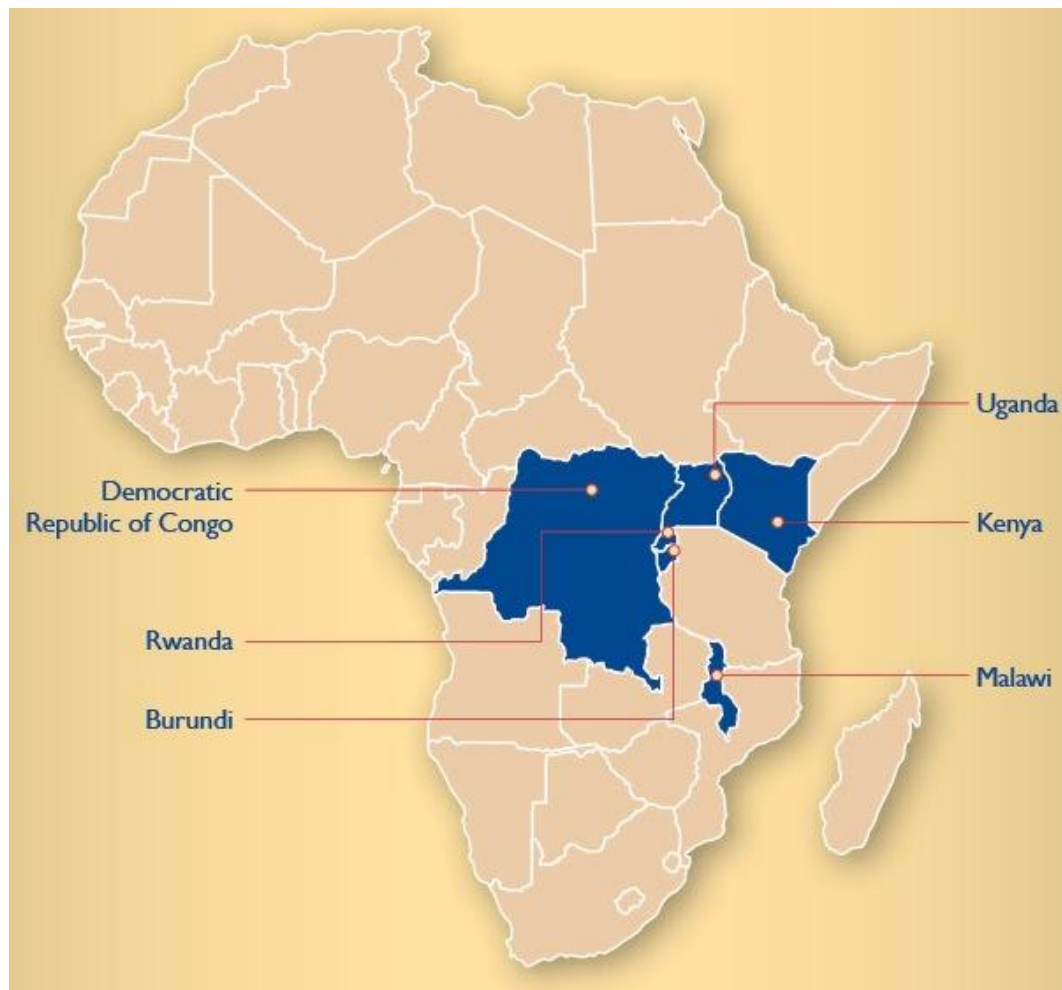 Uganda
Democratic
Republic of Congo
Kenya
Rwanda
Malawi
Burundi